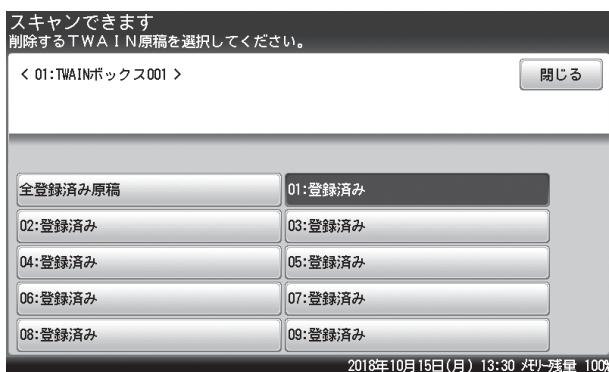 スキャンできます
削除するTWAIN原稿を選択してください。
< 01:TWAINボックス001 >
閉じる
全登録済み原稿
01:登録済み
02:登録済み
03:登録済み
04:登録済み
05:登録済み
06:登録済み
07:登録済み
08:登録済み
09:登録済み
2018年10月15日(月) 13:30 メモリー残量 100%